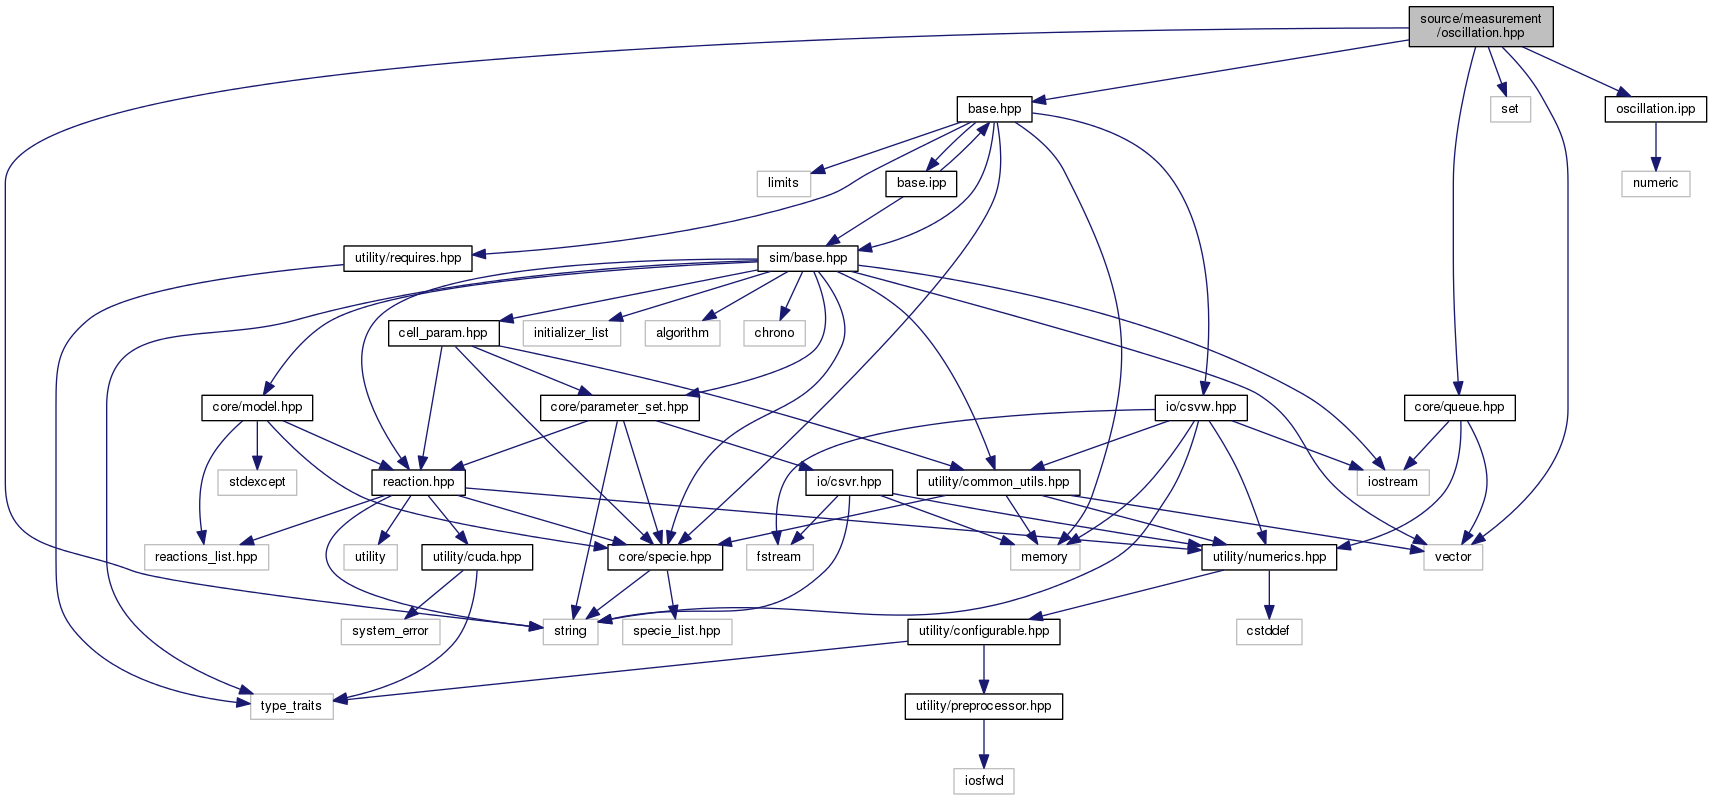 source/measurement
/oscillation.hpp
base.hpp
set
oscillation.ipp
limits
base.ipp
numeric
utility/requires.hpp
sim/base.hpp
cell_param.hpp
initializer_list
algorithm
chrono
core/model.hpp
core/parameter_set.hpp
io/csvw.hpp
core/queue.hpp
stdexcept
reaction.hpp
io/csvr.hpp
utility/common_utils.hpp
iostream
reactions_list.hpp
utility
utility/cuda.hpp
core/specie.hpp
fstream
memory
utility/numerics.hpp
vector
system_error
string
specie_list.hpp
utility/configurable.hpp
cstddef
type_traits
utility/preprocessor.hpp
iosfwd